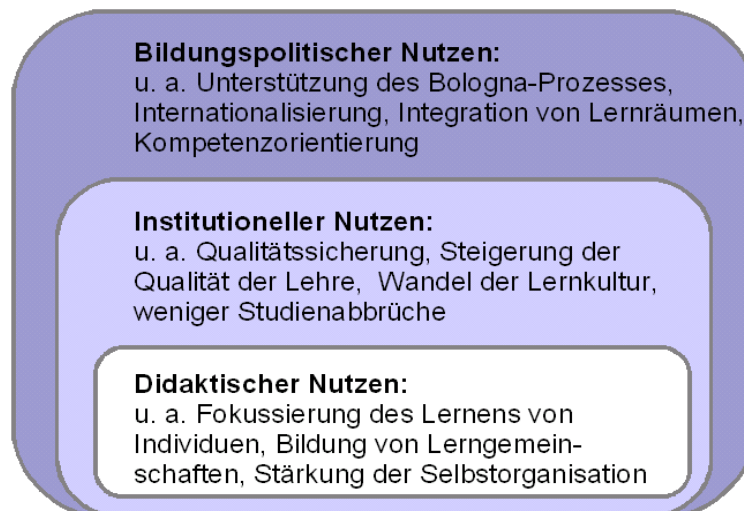 Bildungspolitischer Nutzen:
u. a. Unterstützung des Bologna-Prozesses,
Internationalisierung, Integration von Lernräumen,
Kompetenzorientierung
Institutioneller Nutzen:
u. a. Qualitätssicherung, Steigerung der
Qualität der Lehre,  Wandel der Lernkultur,
weniger Studienabbrüche
Didaktischer Nutzen:
u. a. Fokussierung des Lernens von
Individuen, Bildung von Lerngemein-
schaften, Stärkung der Selbstorganisation